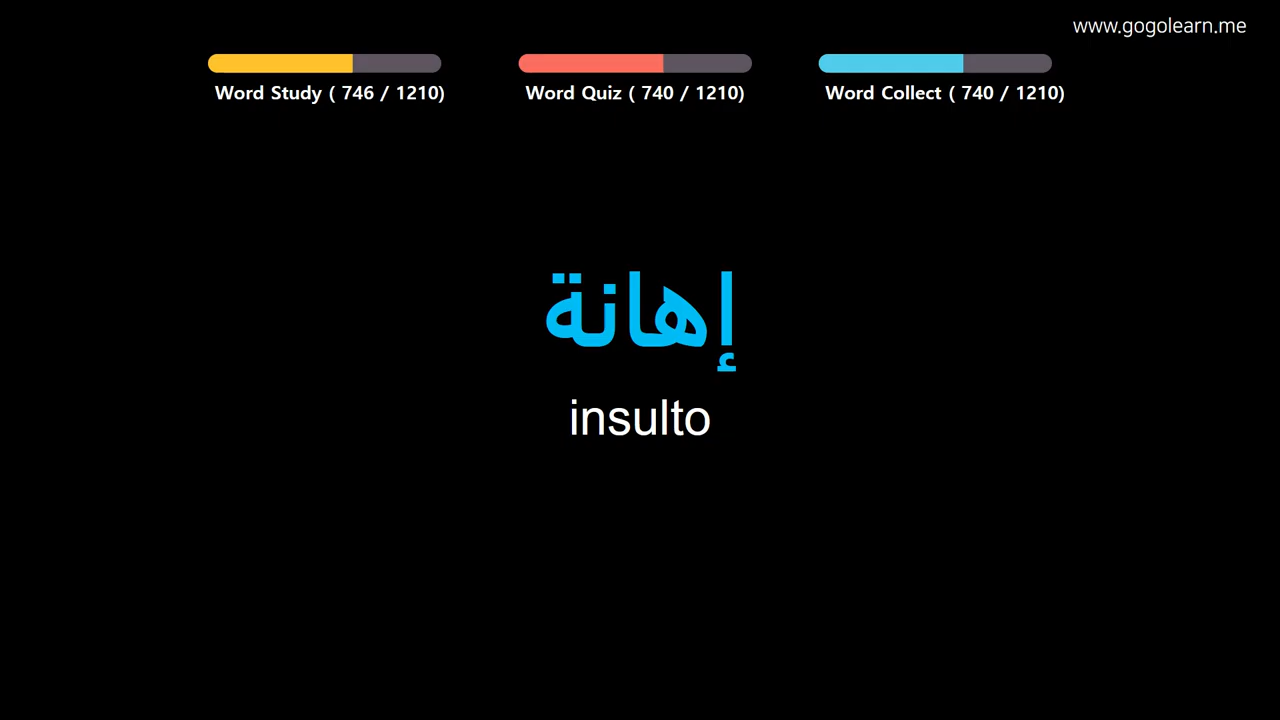 www.gogolearn.me
Word Study ( 746 / 1210)
Word Quiz ( 740 / 1210)
Word Collect ( 740 / 1210)
إهانة
insulto